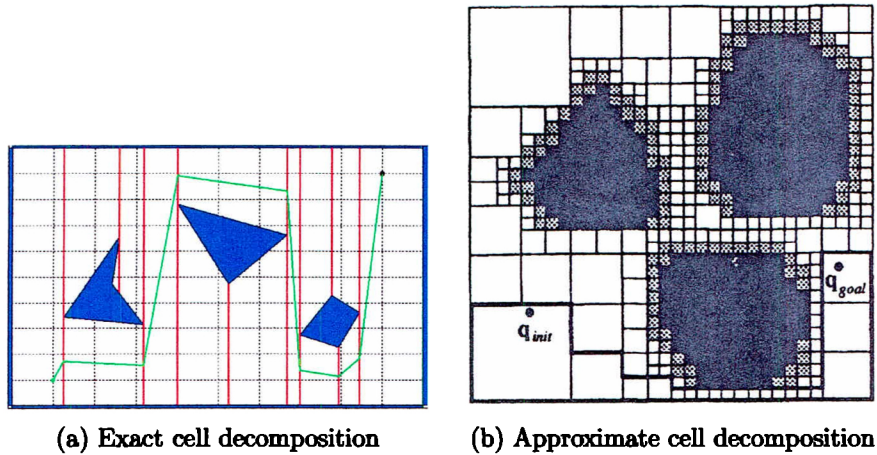 q_init
q_goal
(a) Exact cell decomposition
(b) Approximate cell decomposition